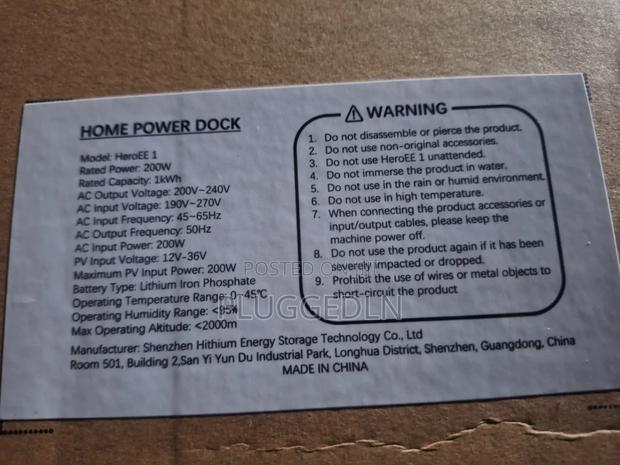 HOME POWER DOCK
Model: HeroEE 1
Rated Power: 200W
Rated Capacity: 1kWh
AC Output Voltage: 200V~240V
AC Input Voltage: 190V~270V
AC Input Frequency: 45~65Hz
AC Output Frequency: 50Hz
AC Input Power: 200W
PV Input Voltage: 12V-36V
Maximum PV Input Power: 200W
Battery Type: Lithium Iron Phosphate
Operating Temperature Range: 0~45℃
Operating Humidity Range: <95%
Max Operating Altitude: <2000m
WARNING
1. Do not disassemble or pierce the product.
2. Do not use non-original accessories.
3. Do not use HeroEE 1 unattended.
4. Do not immerse the product in water.
5. Do not use in the rain or humid environment.
6. Do not use in high temperature.
7. When connecting the product accessories or
input/output cables, please keep the
machine power off.
8. Do not use the product again if it has been
severely impacted or dropped.
9. Prohibit the use of wires or metal objects to
short-circuit the product
Manufacturer: Shenzhen Hithium Energy Storage Technology Co., Ltd
Room 501, Building 2,San Yi Yun Du Industrial Park, Longhua District, Shenzhen, Guangdong, China
MADE IN CHINA
POSTED ON JIJI
PLUGGEDLN